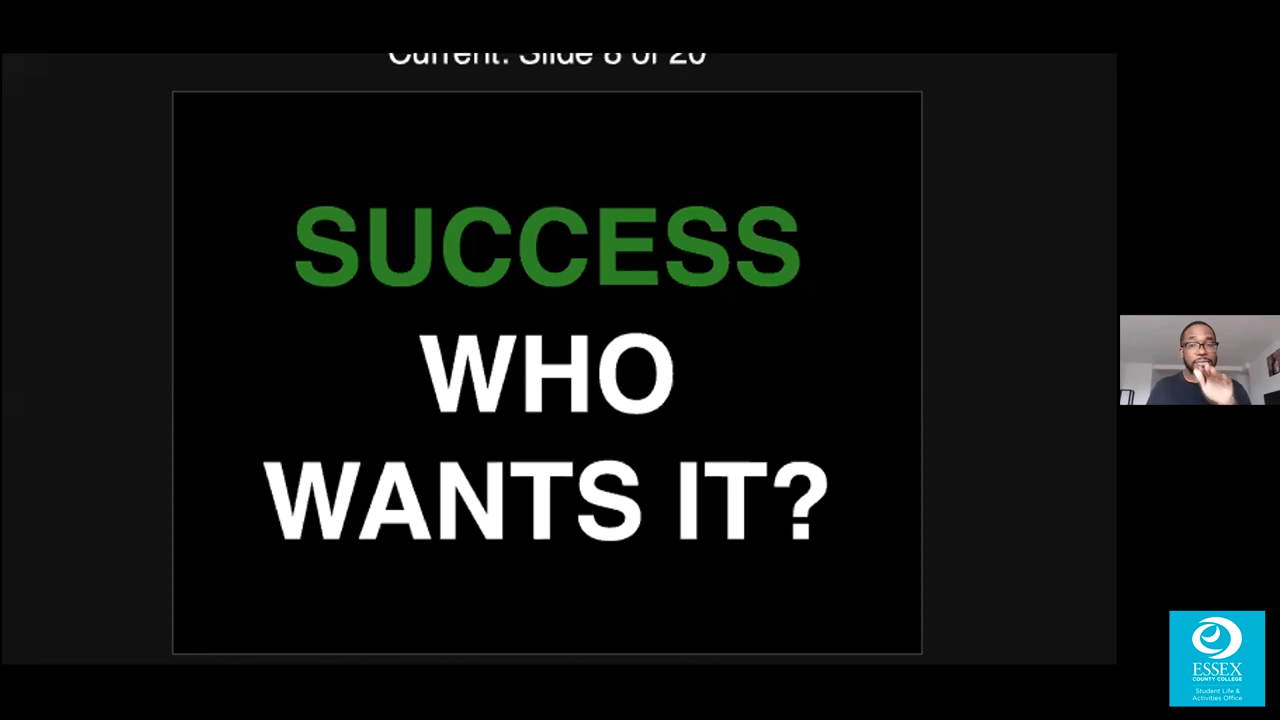 Current: Slide 8 of 20
SUCCESS
WHO
WANTS IT?
ESSEX
COUNTY COLLEGE
Student Life &
Activities Office